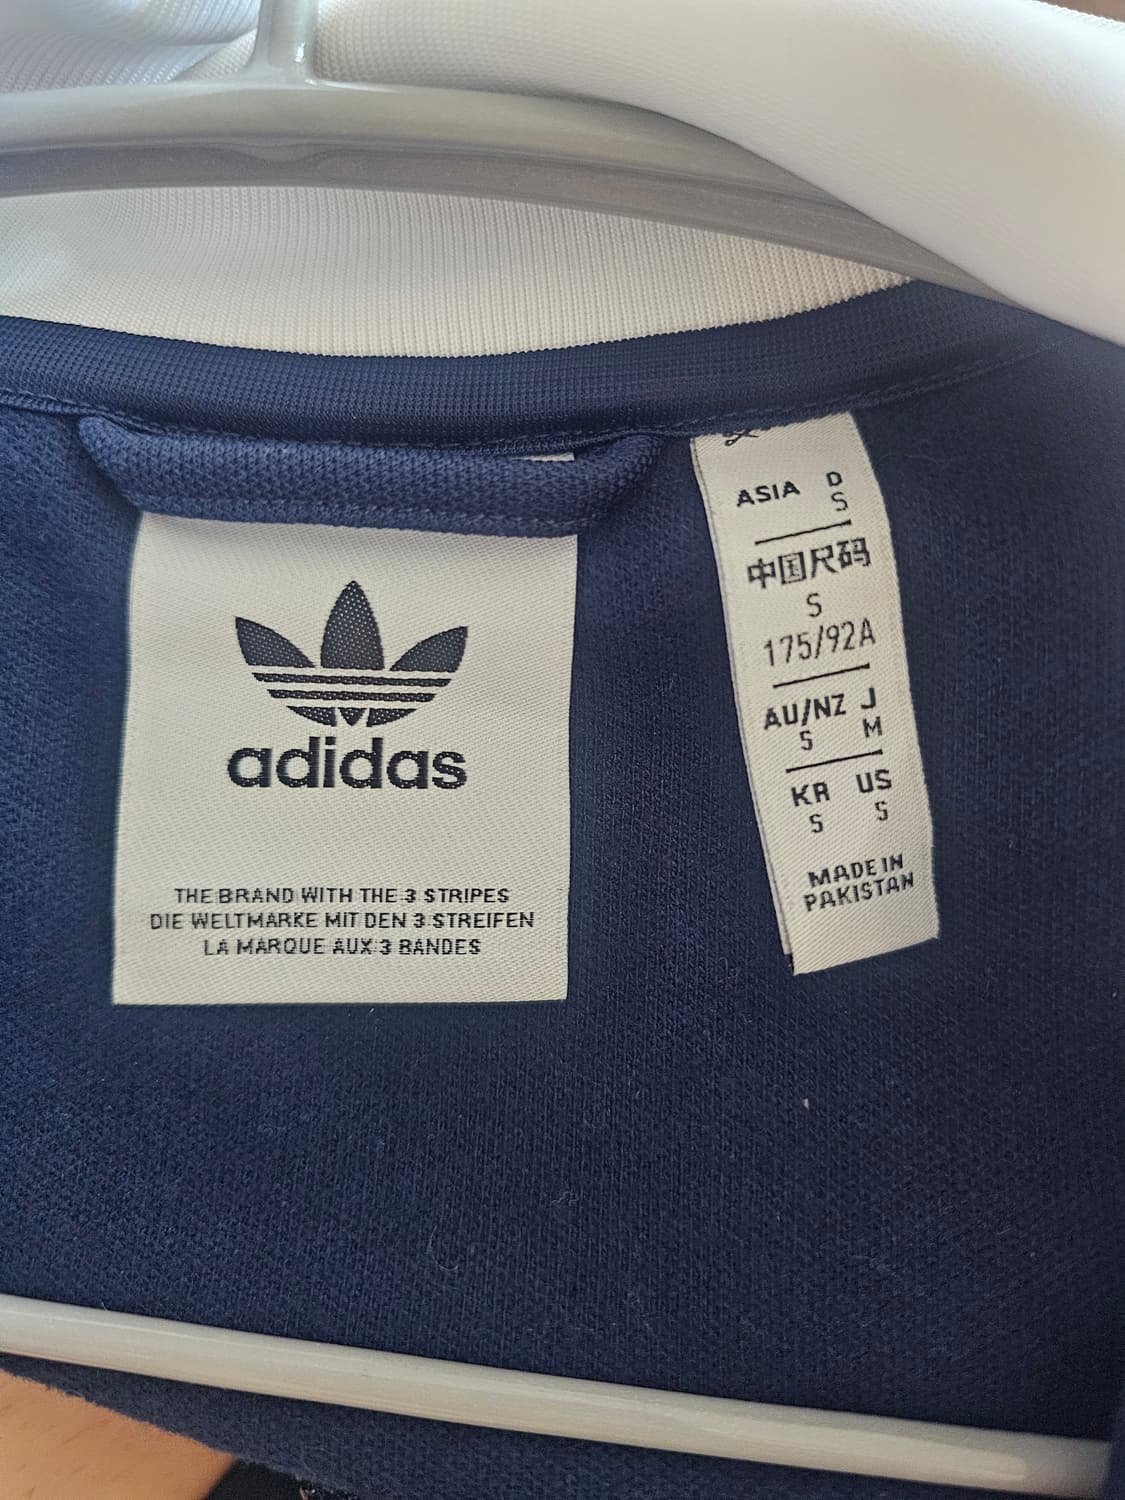 adidas
THE BRAND WITH THE 3 STRIPES
DIE WELTMARKE MIT DEN 3 STREIFEN
LA MARQUE AUX 3 BANDES
ASIA D
S
中国尺码
S
175/92A
AU/NZ J
S M
KR US
S S
MADE IN
PAKISTAN